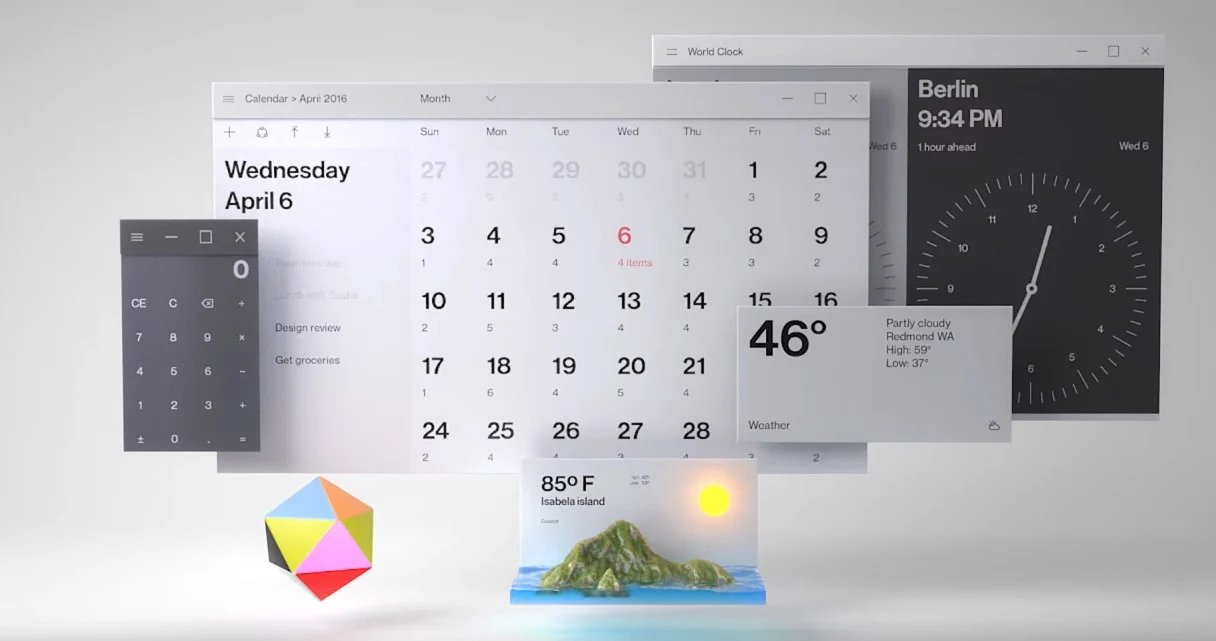 World Clock
Calendar > April 2016
Month
Berlin
9:34 PM
1 hour ahead
Wed 6
Wed 6
12
1
2
3
4
5
6
9
10
11
Sun Mon Tue Wed Thu Fri Sat
Wednesday
April 6
Design review
Get groceries
27 28 29 30 31 1 2
3 2
3 4 5 6 7 8 9
1 4 4 4 items 3 3 2
10 11 12 13 14 15 16
2 5 3 4 4
17 18 19 20 21
1 6 4 5 4
24 25 26 27 28
2 4 4 3 4 2
0
CE C ÷
7 8 9 ×
4 5 6 −
1 2 3 +
± 0 . =
46°
Partly cloudy
Redmond WA
High: 59°
Low: 37°
Weather
85º F
Isabela island